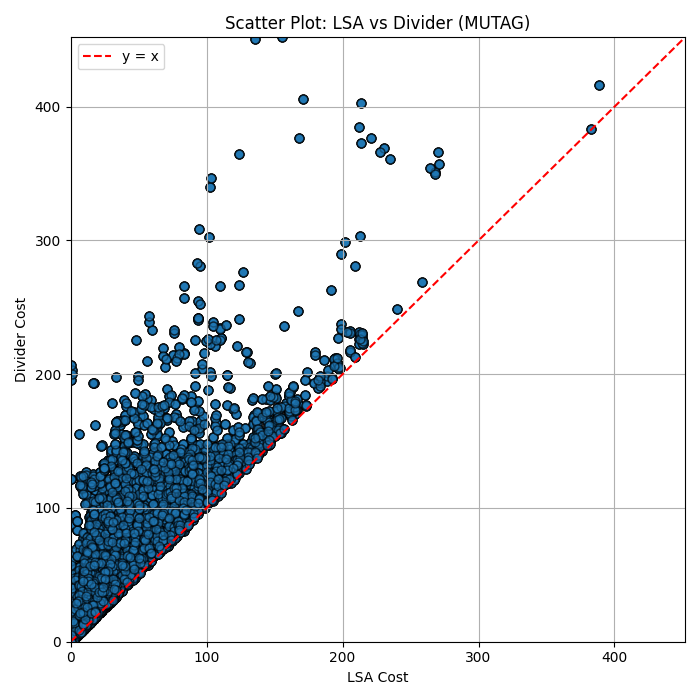 Scatter Plot: LSA vs Divider (MUTAG)
y = x
400
300
200
100
0
Divider Cost
0 100 200 300 400
LSA Cost